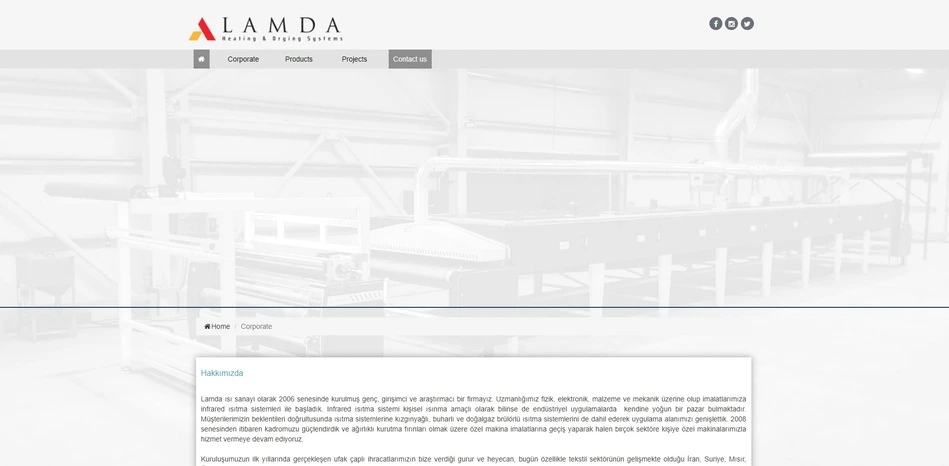 LAMDA
Heating & Drying Systems
Corporate Products Projects Contact us
Home / Corporate
Hakkımızda
Lamda ısı sanayi olarak 2006 senesinde kurulmuş genç, girişimci ve araştırmacı bir firmayız. Uzmanlığımız fizik, elektronik, malzeme ve mekanik üzerine olup imalatlarımıza
infrared ısıtma sistemleri ile başladık. Infrared ısıtma sistemi kişisel ısınma amaçlı olarak bilinse de endüstriyel uygulamalarda kendine yoğun bir pazar bulmaktadır.
Müşterilerimizin beklentileri doğrultusunda ısıtma sistemlerine kızgınyağlı, buharlı ve doğalgaz brülörlü ısıtma sistemlerini de dahil ederek uygulama alanımızı genişlettik. 2008
senesinden itibaren kadromuzu güçlendirdik ve ağırlıklı kurutma fırınları olmak üzere özel makina imalatlarına geçiş yaparak halen birçok sektöre kişiye özel makinalarımızla
hizmet vermeye devam ediyoruz.
Kuruluşumuzun ilk yıllarında gerçekleşen ufak çaplı ihracatlarımızın bize verdiği gurur ve heyecan, bugün özellikle tekstil sektörünün gelişmekte olduğu İran, Suriye, Mısır,